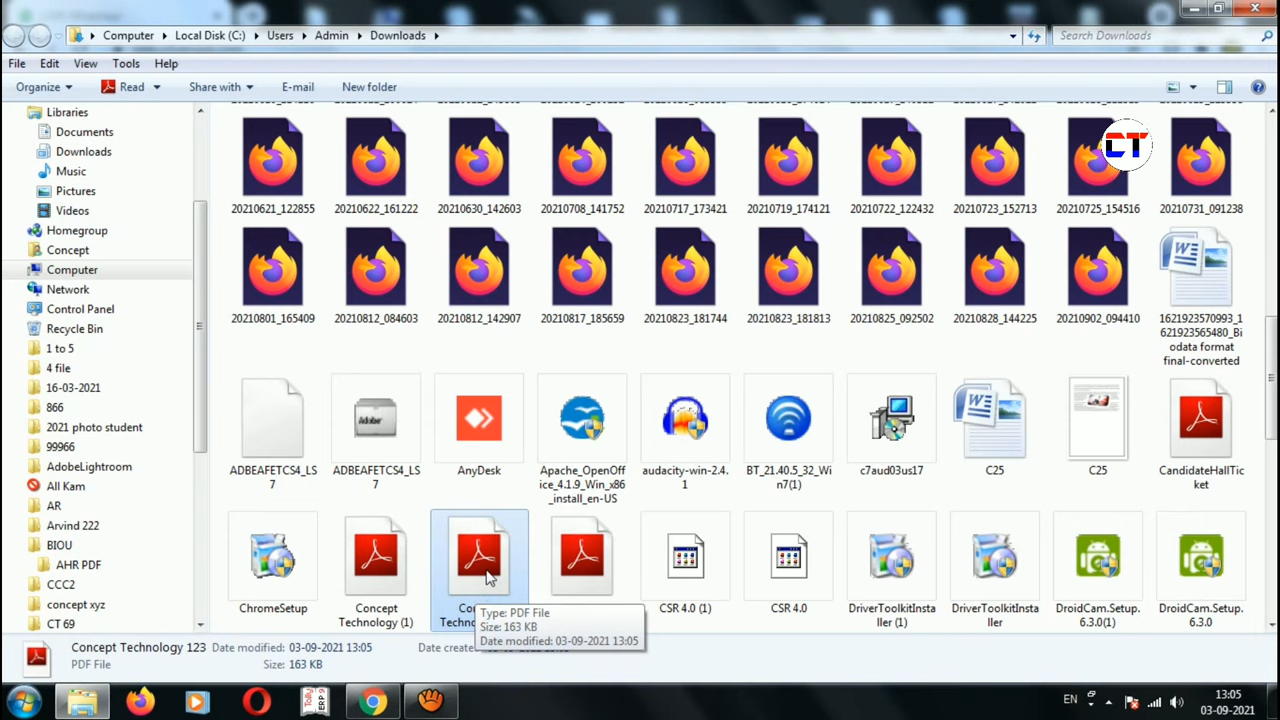 Computer Local Disk (C:) Users Admin Downloads
Search Downloads
File Edit View Tools Help
Organize Read Share with E-mail New folder
Libraries
Documents
Downloads
Music
Pictures
Videos
Homegroup
Concept
Computer
Network
Control Panel
Recycle Bin
1 to 5
4 file
16-03-2021
866
2021 photo student
99966
AdobeLightroom
All Kam
AR
Arvind 222
BIOU
AHR PDF
CCC2
concept xyz
CT 69
CT
20210621_122855 20210622_161222 20210630_142603 20210708_141752 20210717_173421 20210719_174121 20210722_122432 20210723_152713 20210725_154516 20210731_091238
20210801_165409 20210812_084603 20210812_142907 20210817_185659 20210823_181744 20210823_181813 20210825_092502 20210828_144225 20210902_094410 1621923570993_1
621923565480_Bi
odata format
final-converted
Adobe
ADBEAFETCS4_LS ADBEAFETCS4_LS AnyDesk Apache_OpenOff audacity-win-2.4. BT_21.40.5_32_Wi c7aud03us17 C25 C25 CandidateHallTic
7 7 ice_4.1.9_Win_x86 1 n7(1) ket
_install_en-US
ChromeSetup Concept CSR 4.0 (1) CSR 4.0 DriverToolkitInsta DriverToolkitInsta DroidCam.Setup. DroidCam.Setup.
Technology (1) ller (1) ller 6.3.0(1) 6.3.0
Type: PDF File
Size: 163 KB
Date modified: 03-09-2021 13:05
Concept Technology 123 Date modified: 03-09-2021 13:05
PDF File Size: 163 KB
Tally
ERP 9
EN 13:05
03-09-2021